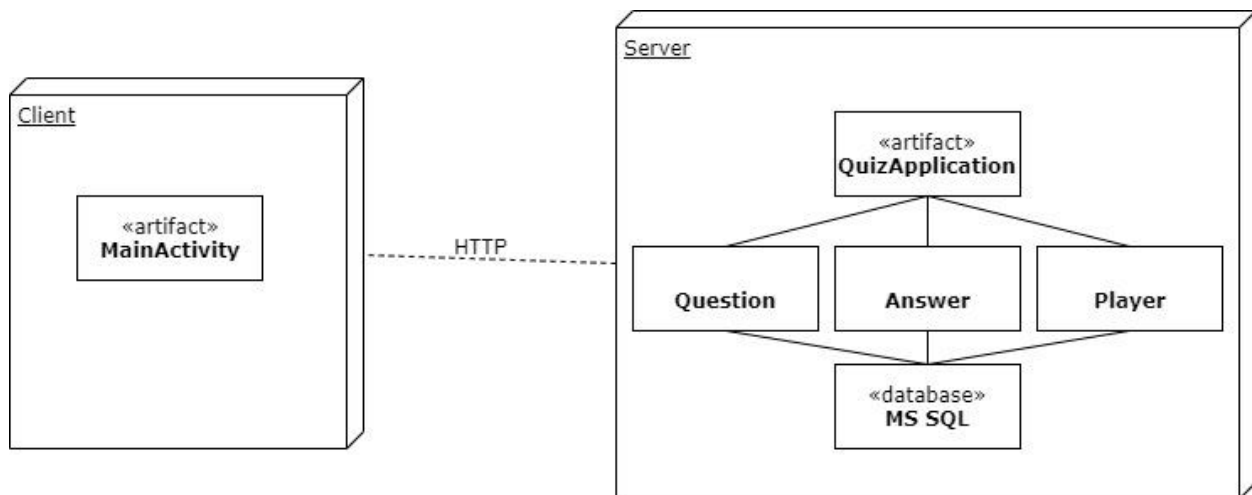 Server
Client
«artifact»
QuizApplication
«artifact»
MainActivity
HTTP
Question
Answer
Player
«database»
MS SQL